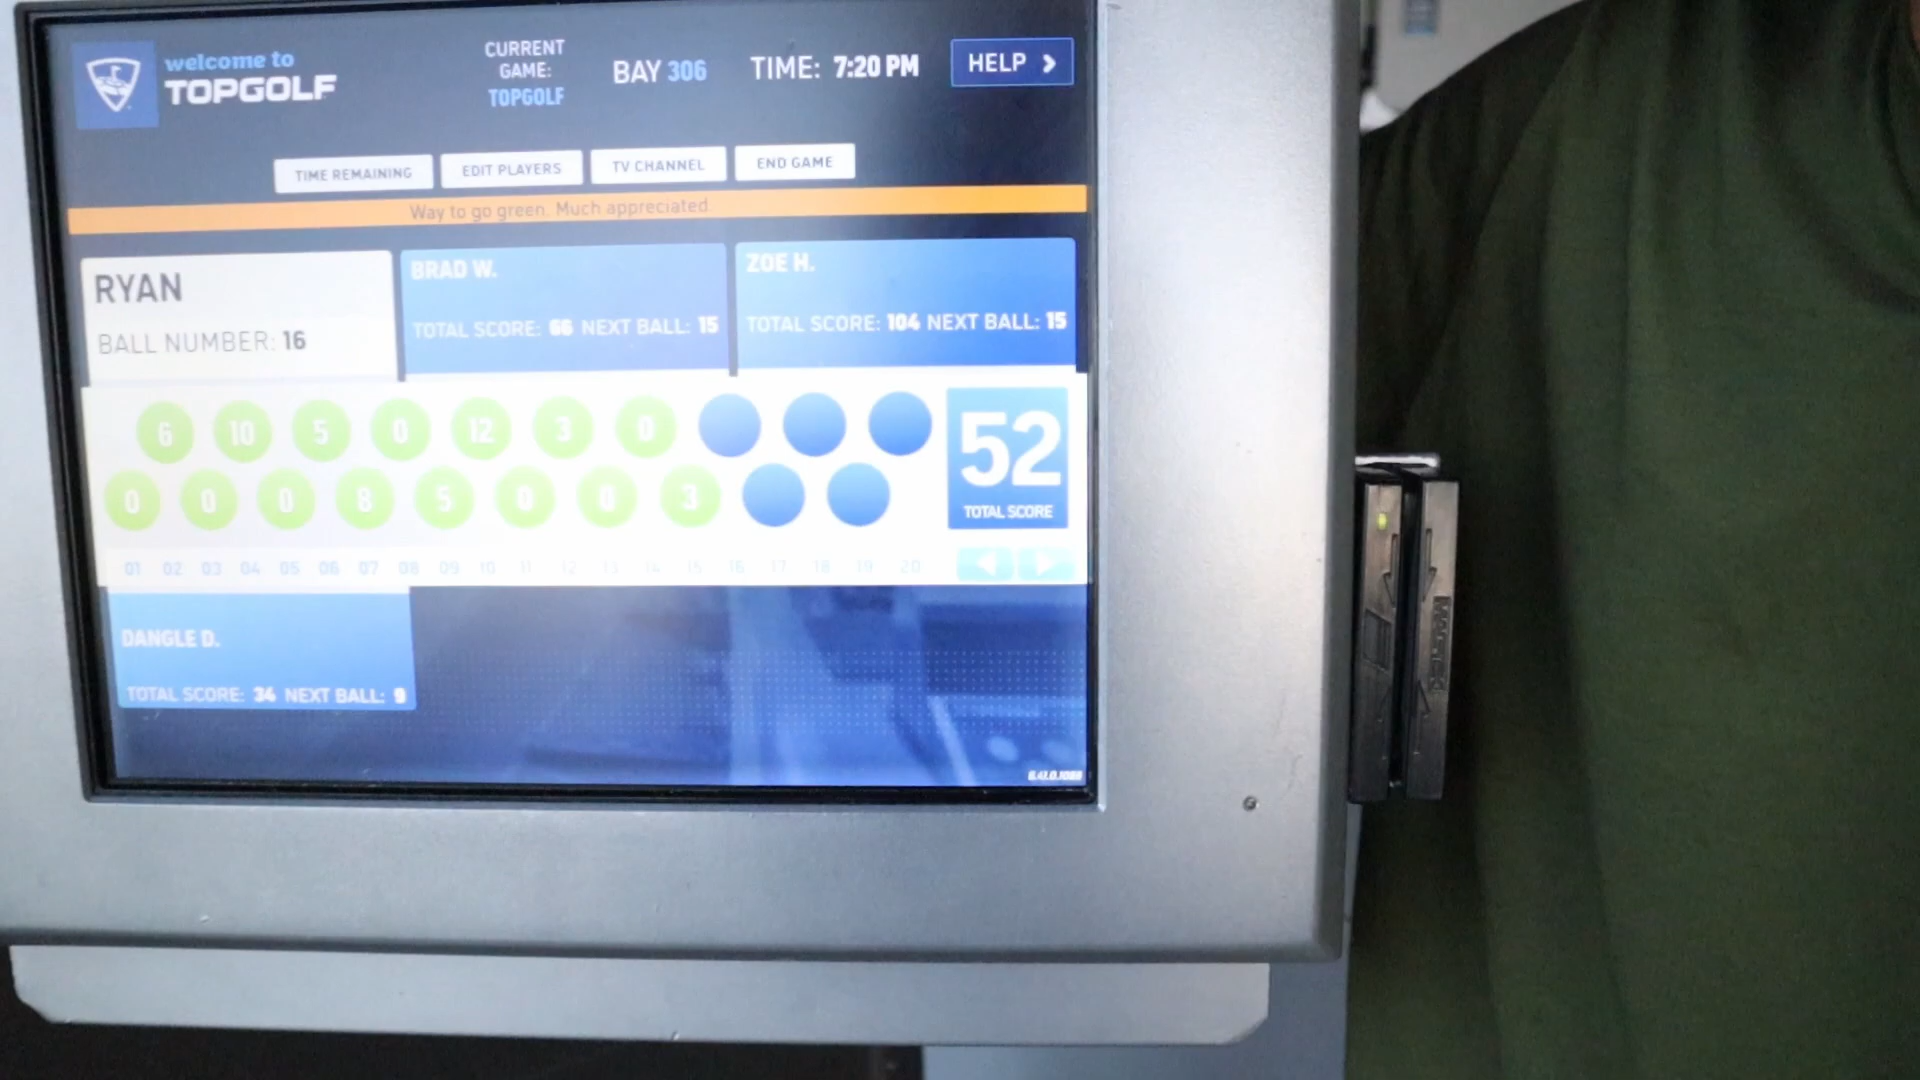 welcome to
TOPGOLF
CURRENT
GAME:
TOPGOLF
BAY 306
TIME: 7:20 PM
HELP
TIME REMAINING
EDIT PLAYERS
TV CHANNEL
END GAME
Way to go green. Much appreciated.
RYAN
BALL NUMBER: 16
BRAD W.
TOTAL SCORE: 66 NEXT BALL: 15
ZOE H.
TOTAL SCORE: 104 NEXT BALL: 15
6 10 5 0 12 3 0
0 0 0 8 5 0 0 3
52
TOTAL SCORE
01 02 03 04 05 06 07 08 09 10 11 12 13 14 15 16 17 18 19 20
DANGLE D.
TOTAL SCORE: 34 NEXT BALL: 9